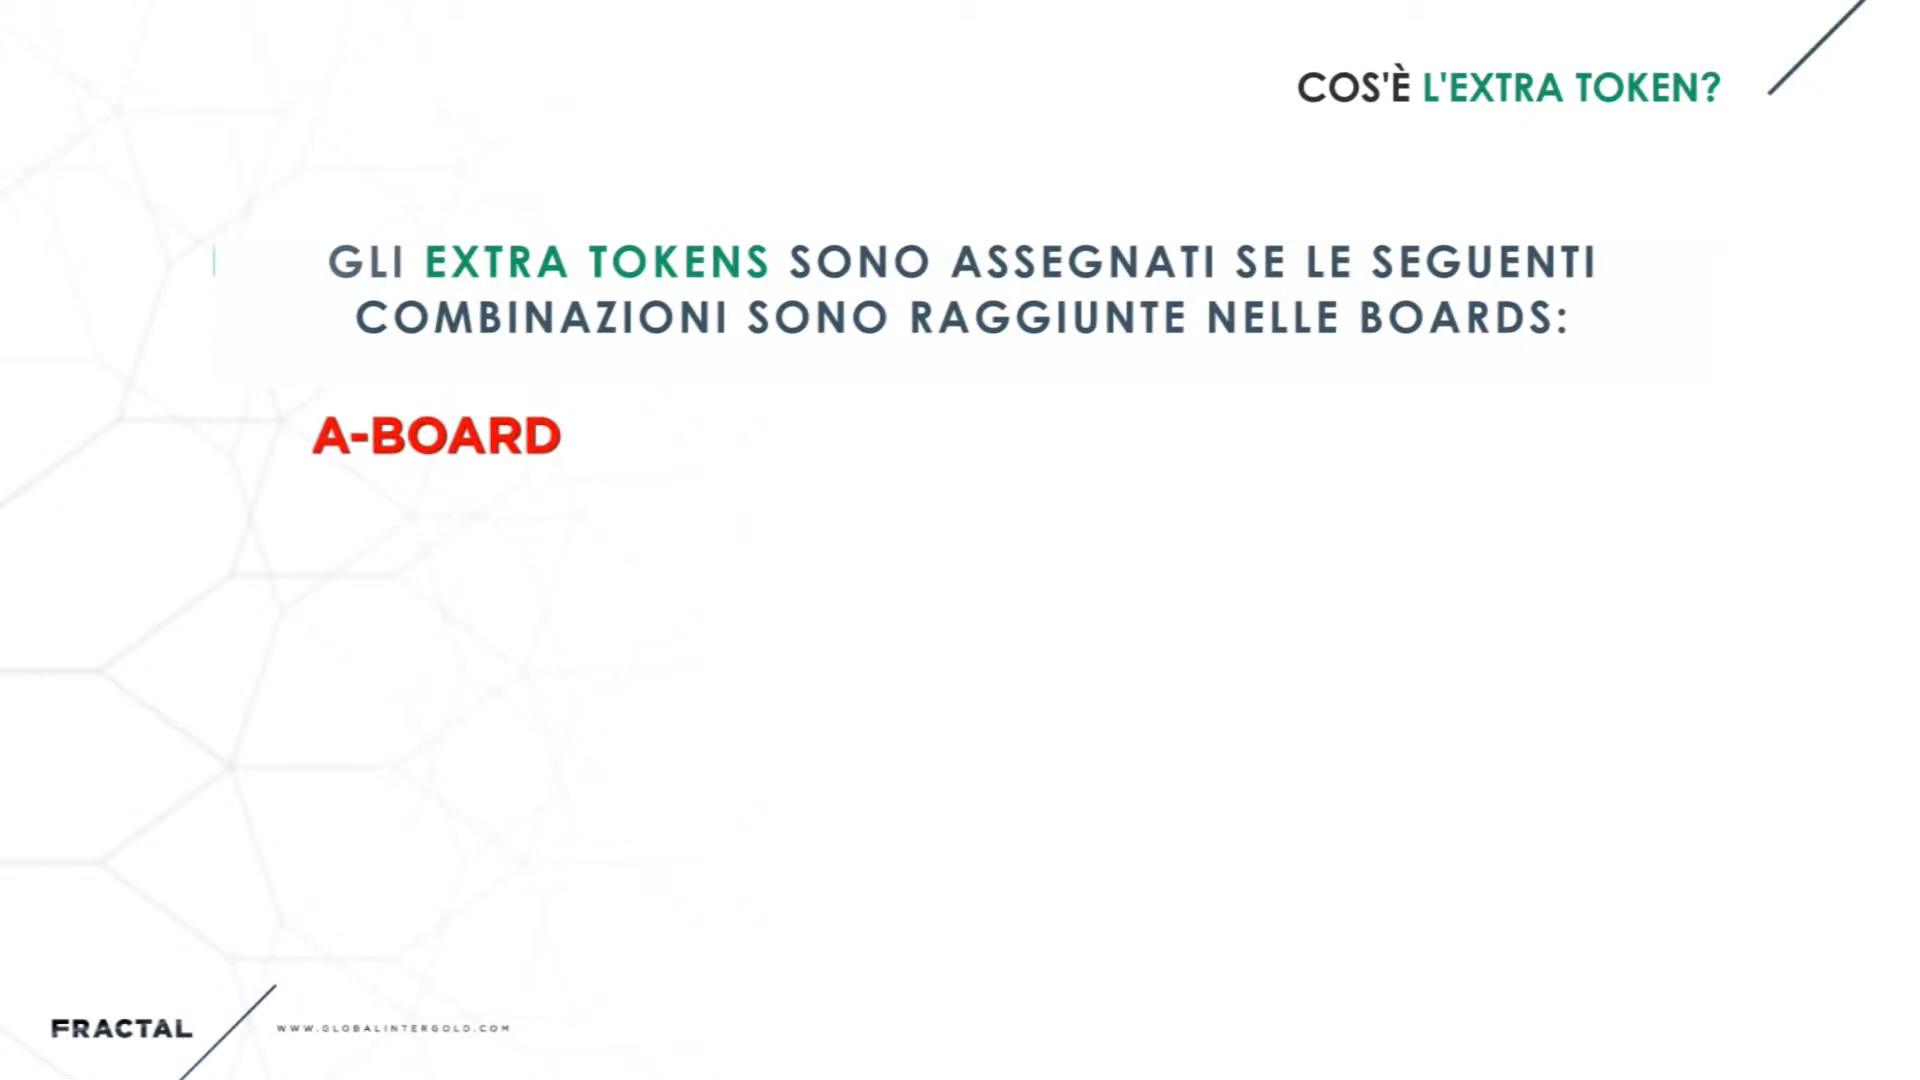 COS'È L'EXTRA TOKEN?
GLI EXTRA TOKENS SONO ASSEGNATI SE LE SEGUENTI
COMBINAZIONI SONO RAGGIUNTE NELLE BOARDS:
A-BOARD
FRACTAL
WWW.GLOBALINTERGOLD.COM